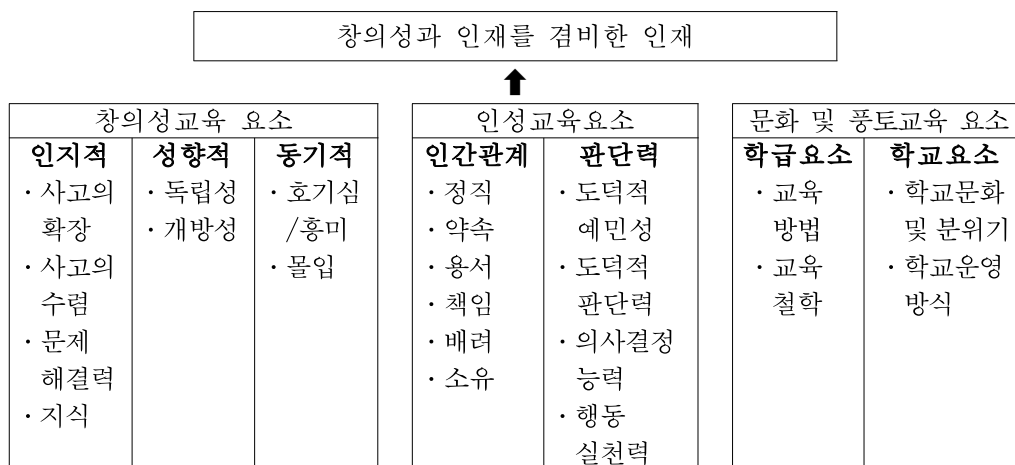 창의성과 인재를 겸비한 인재
창의성교육 요소
인지적
· 사고의
확장
· 사고의
수렴
· 문제
해결력
· 지식
성향적
· 독립성
· 개방성
동기적
· 호기심
/흥미
· 몰입
인성교육요소
인간관계
· 정직
· 약속
· 용서
· 책임
· 배려
· 소유
판단력
· 도덕적
예민성
· 도덕적
판단력
· 의사결정
능력
· 행동
실천력
문화 및 풍토교육 요소
학급요소
· 교육
방법
· 교육
철학
학교요소
· 학교문화
및 분위기
· 학교운영
방식